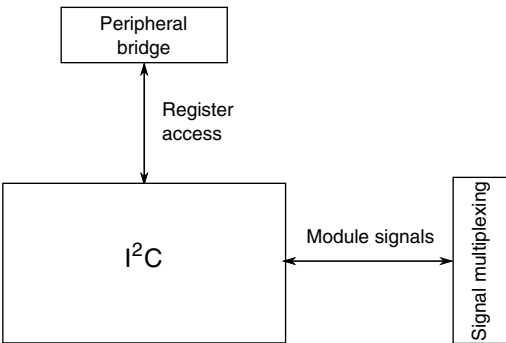 Peripheral
bridge
Register
access
I²C
Module signals
Signal multiplexing